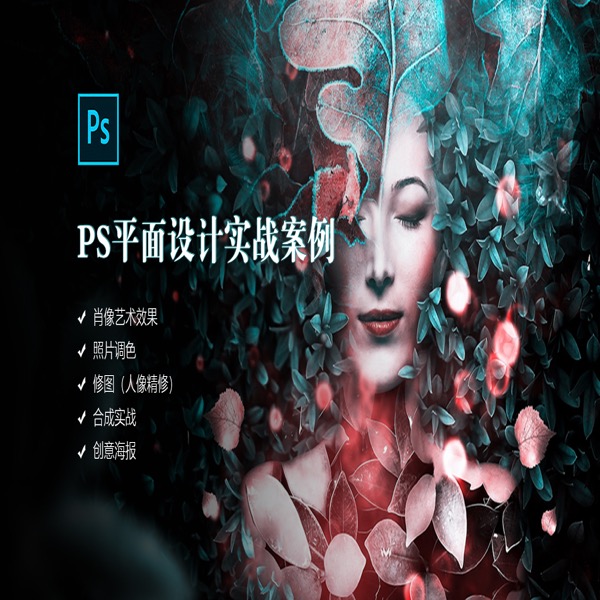 Ps
PS平面设计实战案例
肖像艺术效果
照片调色
修图（人像精修）
合成实战
创意海报